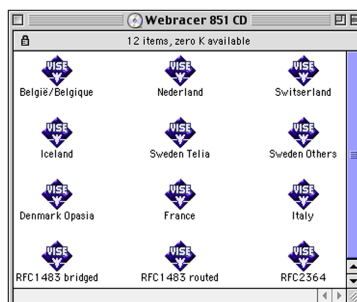 Webracer 851 CD
12 items, zero K available
VISE VISE VISE
België/Belgique Nederland Switserland
VISE VISE VISE
Iceland Sweden Telia Sweden Others
VISE VISE VISE
Denmark Opasia France Italy
VISE VISE VISE
RFC1483 bridged RFC1483 routed RFC2364